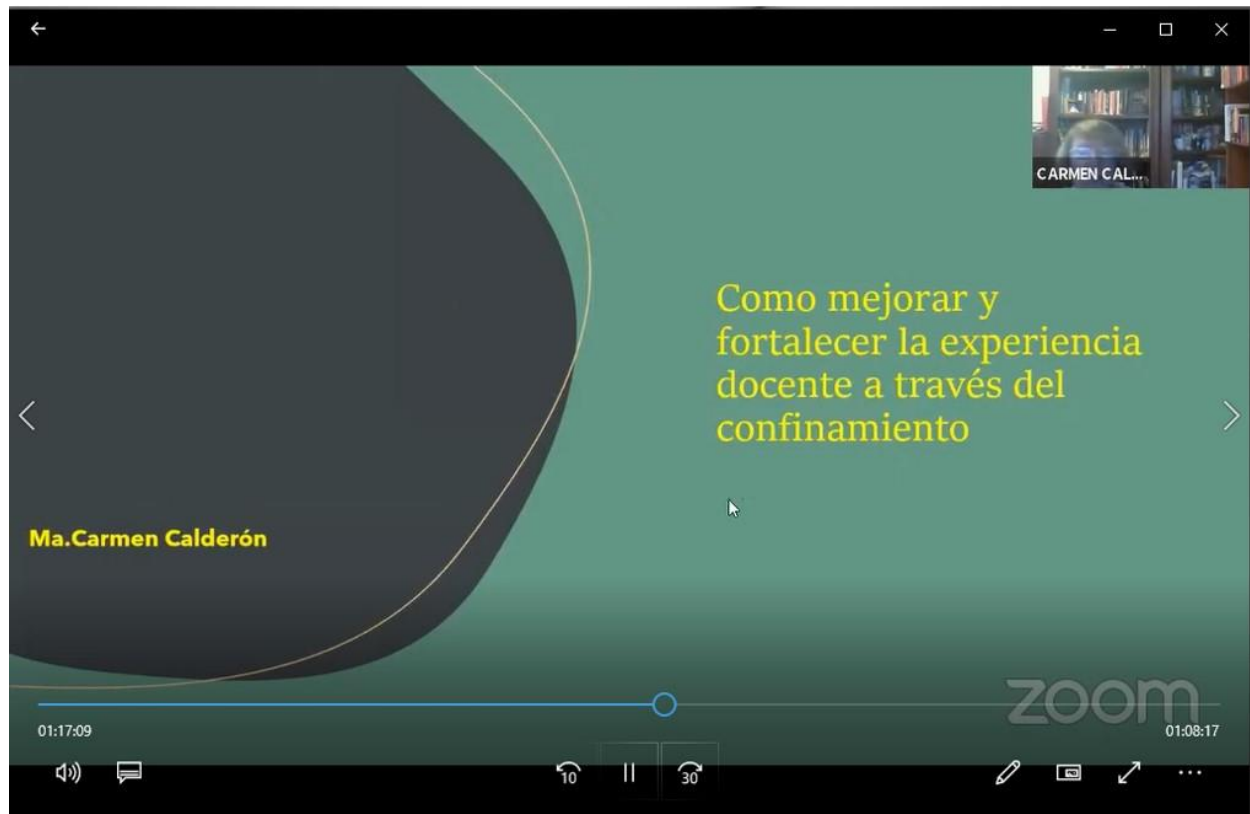 CARMEN CAL...
Como mejorar y
fortalecer la experiencia
docente a través del
confinamiento
Ma.Carmen Calderón
zoom
01:17:09
01:08:17
10
30